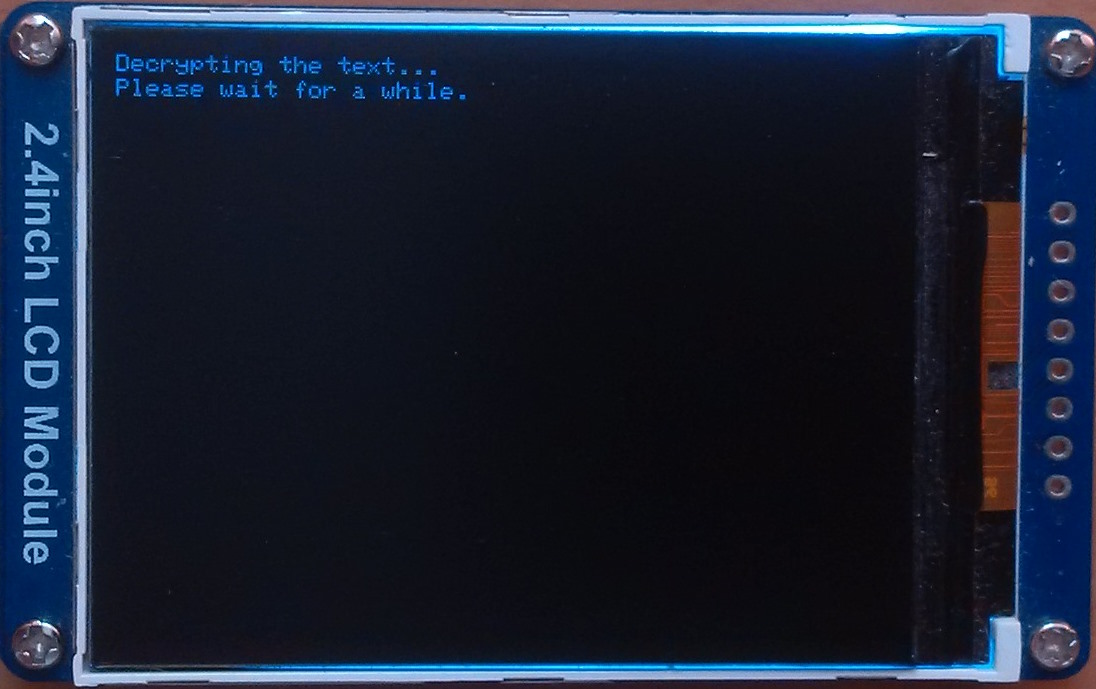 Decrypting the text...
Please wait for a while.
2.4inch LCD Module